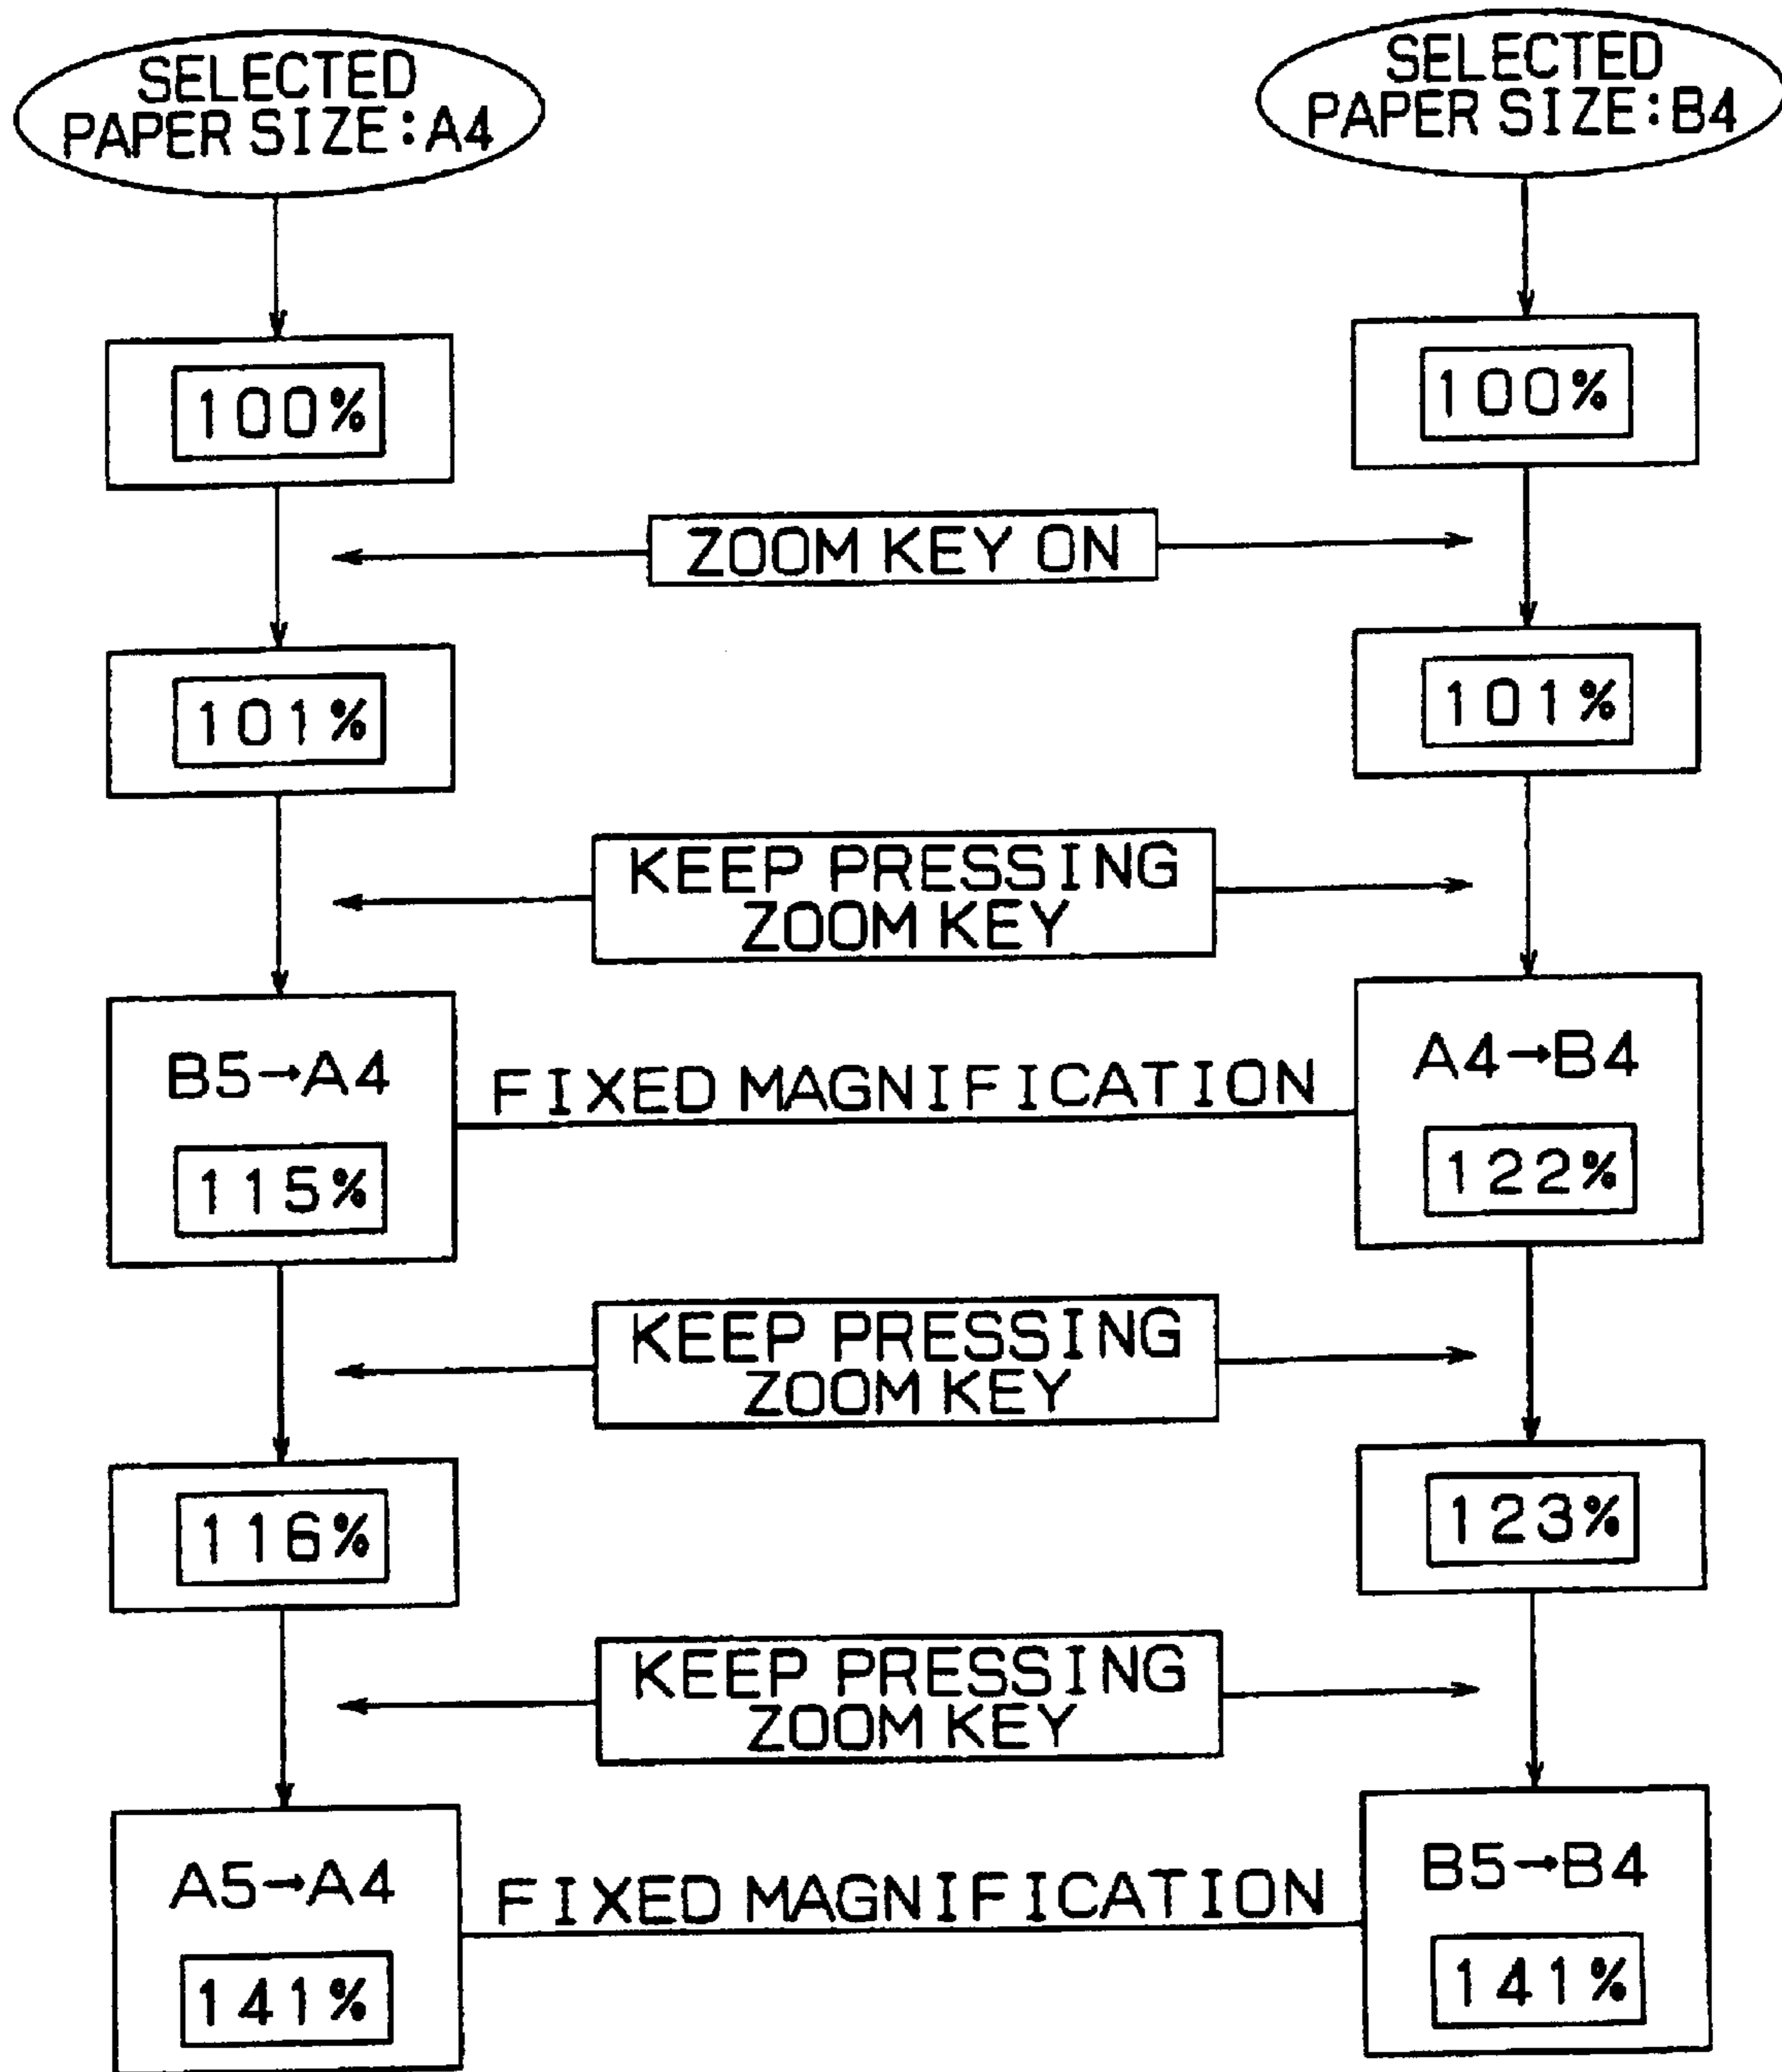 SELECTED
PAPER SIZE:A4
SELECTED
PAPER SIZE:B4
100%
100%
ZOOM KEY ON
101%
101%
KEEP PRESSING
ZOOM KEY
B5→A4
FIXED MAGNIFICATION
A4→B4
115%
122%
KEEP PRESSING
ZOOM KEY
116%
123%
KEEP PRESSING
ZOOM KEY
A5→A4
FIXED MAGNIFICATION
B5→B4
141%
141%